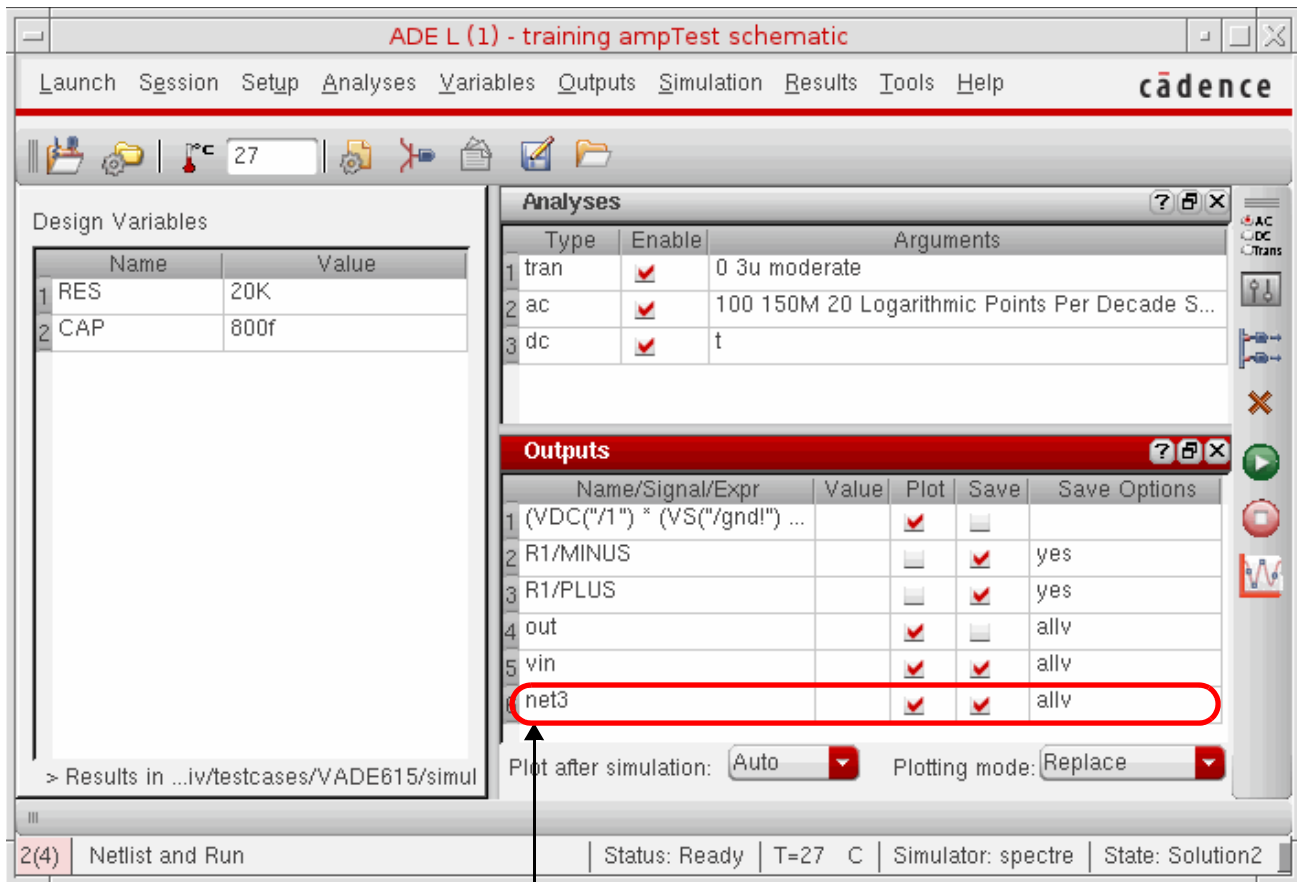 ADE L (1) - training ampTest schematic
Launch Session Setup Analyses Variables Outputs Simulation Results Tools Help cādence
°C 27
Design Variables
Name Value
1 RES 20K
2 CAP 800f
> Results in ...iv/testcases/VADE615/simul
Analyses
Type Enable Arguments
1 tran 0 3u moderate
2 ac 100 150M 20 Logarithmic Points Per Decade S...
3 dc t
AC
DC
Trans
Outputs
Name/Signal/Expr Value Plot Save Save Options
1 (VDC("/1") * (VS("/gnd!") ...
2 R1/MINUS yes
3 R1/PLUS yes
4 out allv
5 vin allv
6 net3 allv
Plot after simulation: Auto Plotting mode: Replace
2(4) Netlist and Run Status: Ready T=27 C Simulator: spectre State: Solution2